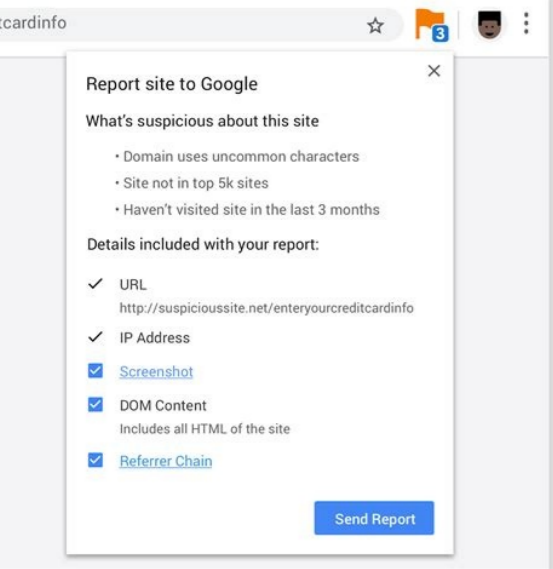 tcardinfo
3
Report site to Google
What's suspicious about this site
• Domain uses uncommon characters
• Site not in top 5k sites
• Haven't visited site in the last 3 months
Details included with your report:
URL
http://suspicioussite.net/enteryourcreditcardinfo
IP Address
Screenshot
DOM Content
Includes all HTML of the site
Referrer Chain
Send Report